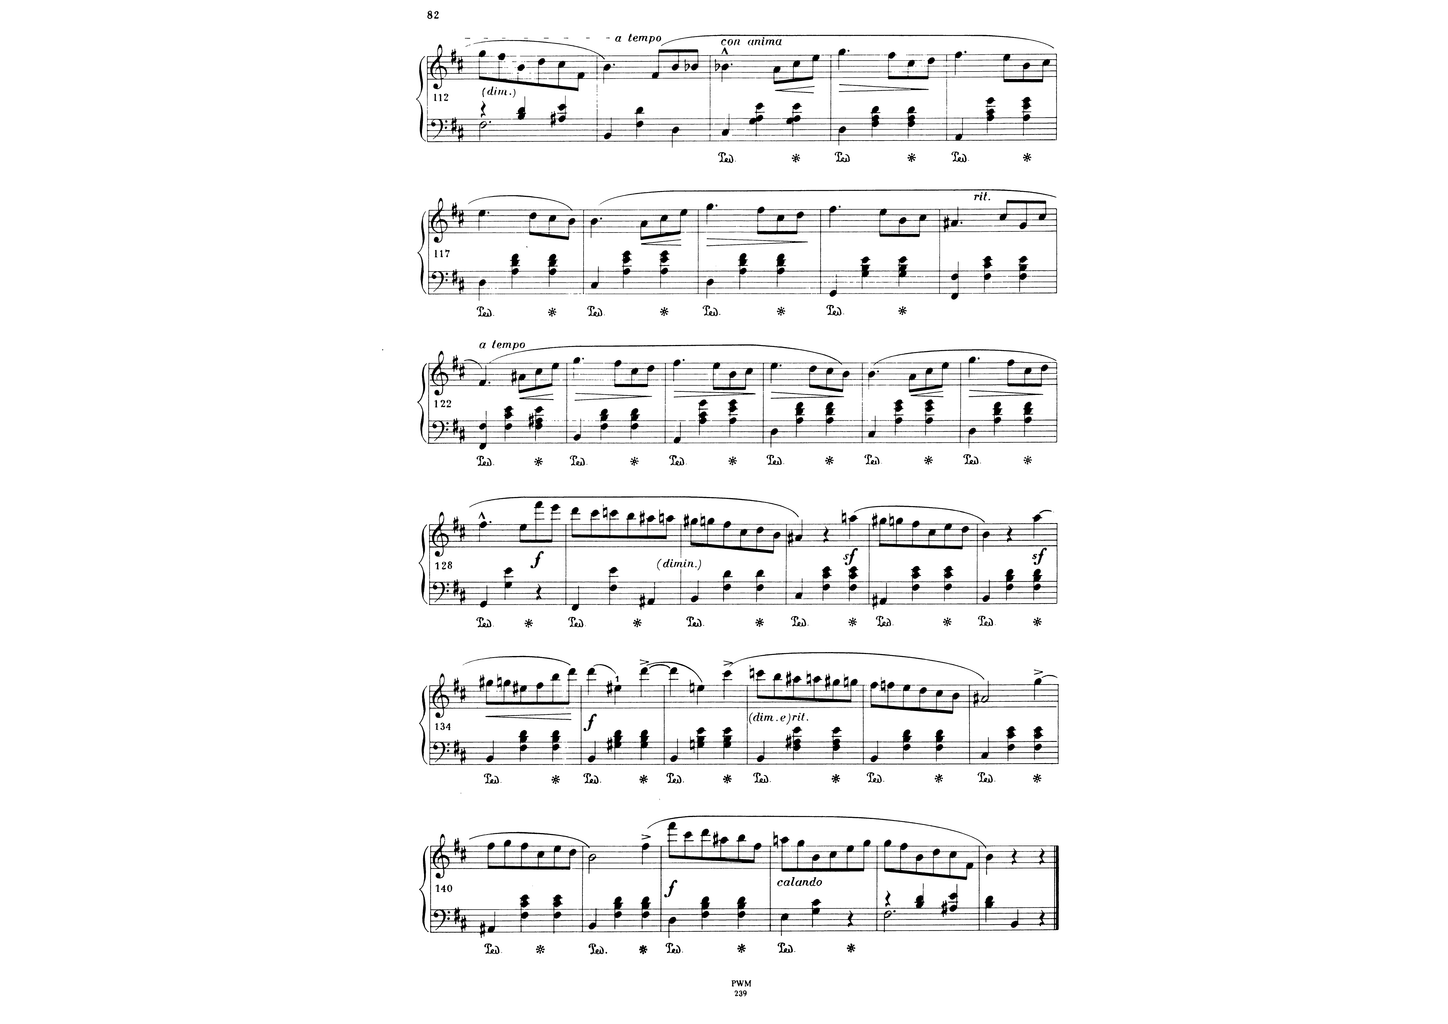 82
a tempo
con anima
112
(dim.)
Ped. Ped Ped.
rit.
117
Ped. Ped. Ped. Ped.
a tempo
122
Ped. Ped. Ped. Ped. Ped. Ped.
f
sf
sf
128
(dimin.)
Ped. Ped. Ped. Ped. Ped. Ped.
1
f
(dim.e)rit.
134
Ped. Ped. Ped. Ped. Ped. Ped.
f
calando
140
Ped. Ped. Ped. Ped.
PWM
239